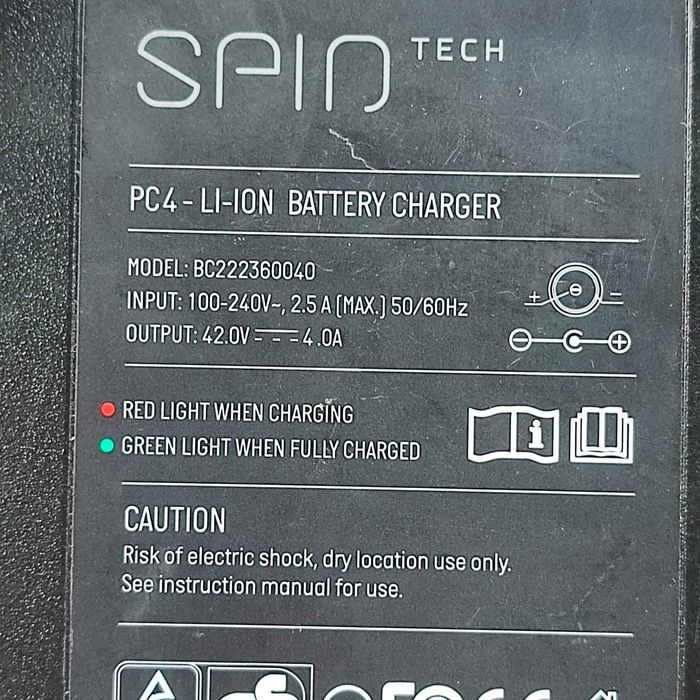 SPIN TECH
PC4 - LI-ION BATTERY CHARGER
MODEL: BC222360040
INPUT: 100-240V~, 2.5 A (MAX.) 50/60Hz
OUTPUT: 42.0V 4.0A
+ −
− C +
RED LIGHT WHEN CHARGING
i
GREEN LIGHT WHEN FULLY CHARGED
CAUTION
Risk of electric shock, dry location use only.
See instruction manual for use.